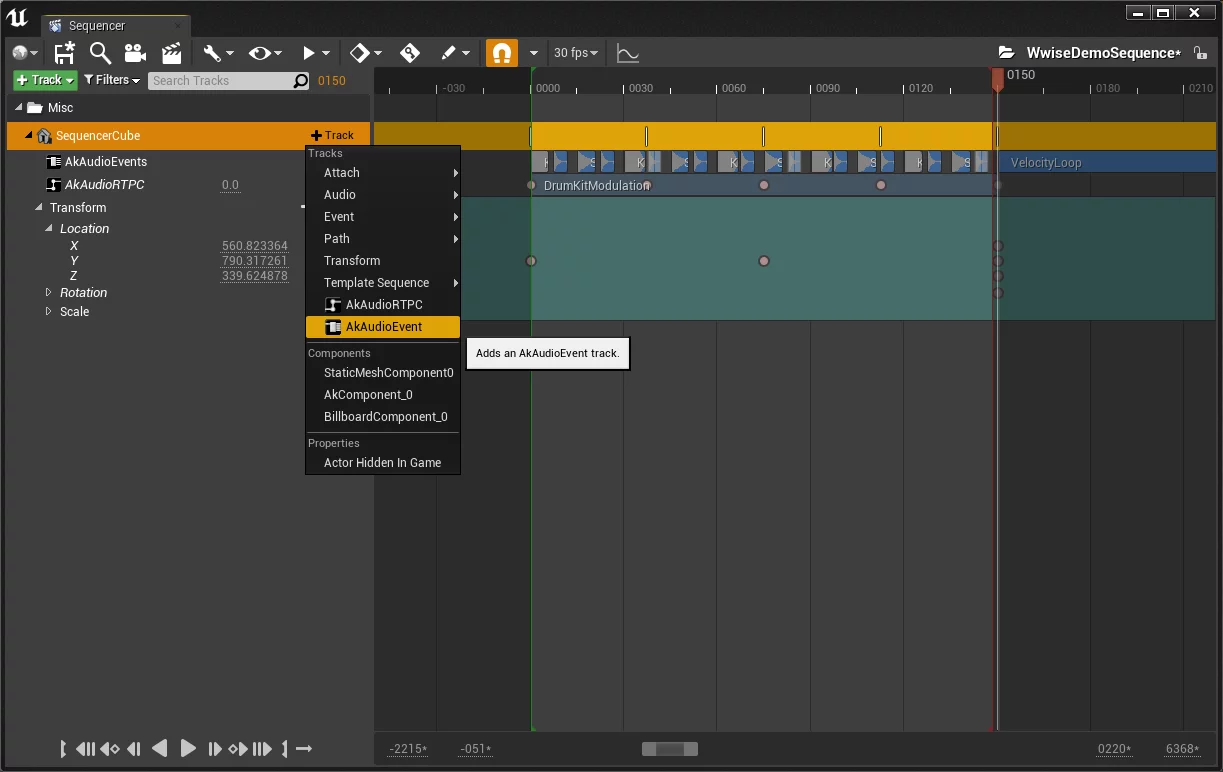 Sequencer
30 fps
WwiseDemoSequence*
Track
Filters
Search Tracks
0150
-030
0000
0030
0060
0090
0120
0150
0180
0210
Misc
SequencerCube
Track
AkAudioEvents
VelocityLoop
AkAudioRTPC
0.0
DrumKitModulation
Transform
Location
X
560.823364
Y
790.317261
Z
339.624878
Rotation
Scale
Tracks
Attach
Audio
Event
Path
Transform
Template Sequence
AkAudioRTPC
AkAudioEvent
Adds an AkAudioEvent track.
Components
StaticMeshComponent0
AkComponent_0
BillboardComponent_0
Properties
Actor Hidden In Game
-2215*
-051*
0220*
6368*